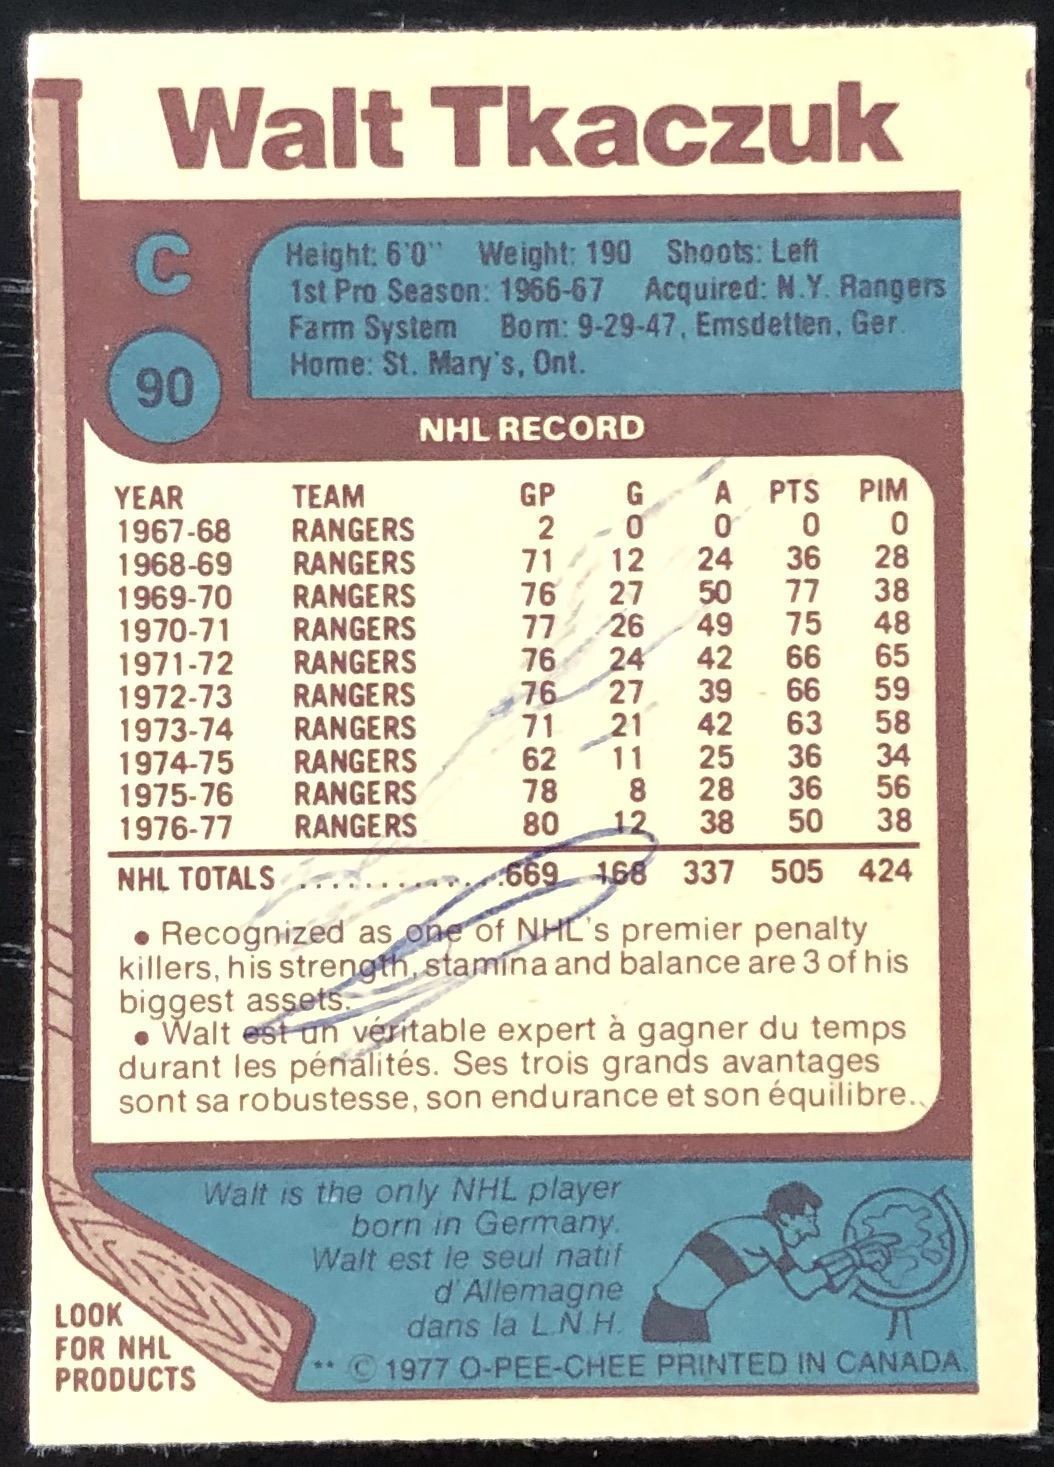 Walt Tkaczuk
C
90
Height: 6'0" Weight: 190 Shoots: Left
1st Pro Season: 1966-67 Acquired: N.Y. Rangers
Farm System Born: 9-29-47, Emsdetten, Ger.
Home: St. Mary's, Ont.
NHL RECORD
YEAR TEAM GP G A PTS PIM
1967-68 RANGERS 2 0 0 0 0
1968-69 RANGERS 71 12 24 36 28
1969-70 RANGERS 76 27 50 77 38
1970-71 RANGERS 77 26 49 75 48
1971-72 RANGERS 76 24 42 66 65
1972-73 RANGERS 76 27 39 66 59
1973-74 RANGERS 71 21 42 63 58
1974-75 RANGERS 62 11 25 36 34
1975-76 RANGERS 78 8 28 36 56
1976-77 RANGERS 80 12 38 50 38
NHL TOTALS ..............669 168 337 505 424
• Recognized as one of NHL's premier penalty
killers, his strength, stamina and balance are 3 of his
biggest assets.
• Walt est un véritable expert à gagner du temps
durant les pénalités. Ses trois grands avantages
sont sa robustesse, son endurance et son équilibre..
Walt is the only NHL player
born in Germany.
Walt est le seul natif
d'Allemagne
dans la L.N.H.
LOOK
FOR NHL
PRODUCTS
** © 1977 O-PEE-CHEE PRINTED IN CANADA.